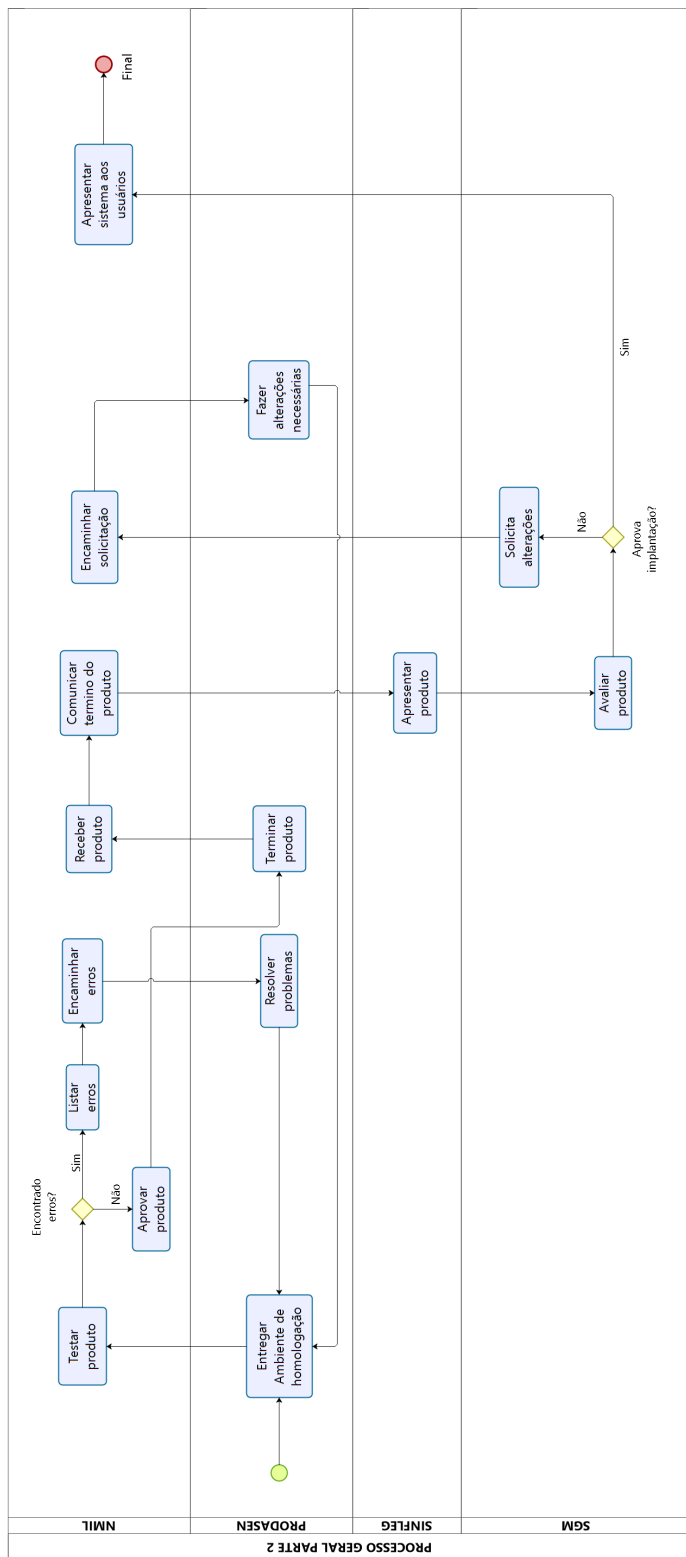 PROCESSO GERAL PARTE 2
NMIL
PRODASEN
SINFLEG
SGM
Entregar
Ambiente de
homologação
Testar
produto
Encontrado
erros?
Sim
Não
Listar
erros
Encaminhar
erros
Aprovar
produto
Resolver
problemas
Terminar
produto
Receber
produto
Comunicar
termino do
produto
Apresentar
produto
Avaliar
produto
Aprova
implantação?
Não
Sim
Solicita
alterações
Encaminhar
solicitação
Fazer
alterações
necessárias
Apresentar
sistema aos
usuários
Final